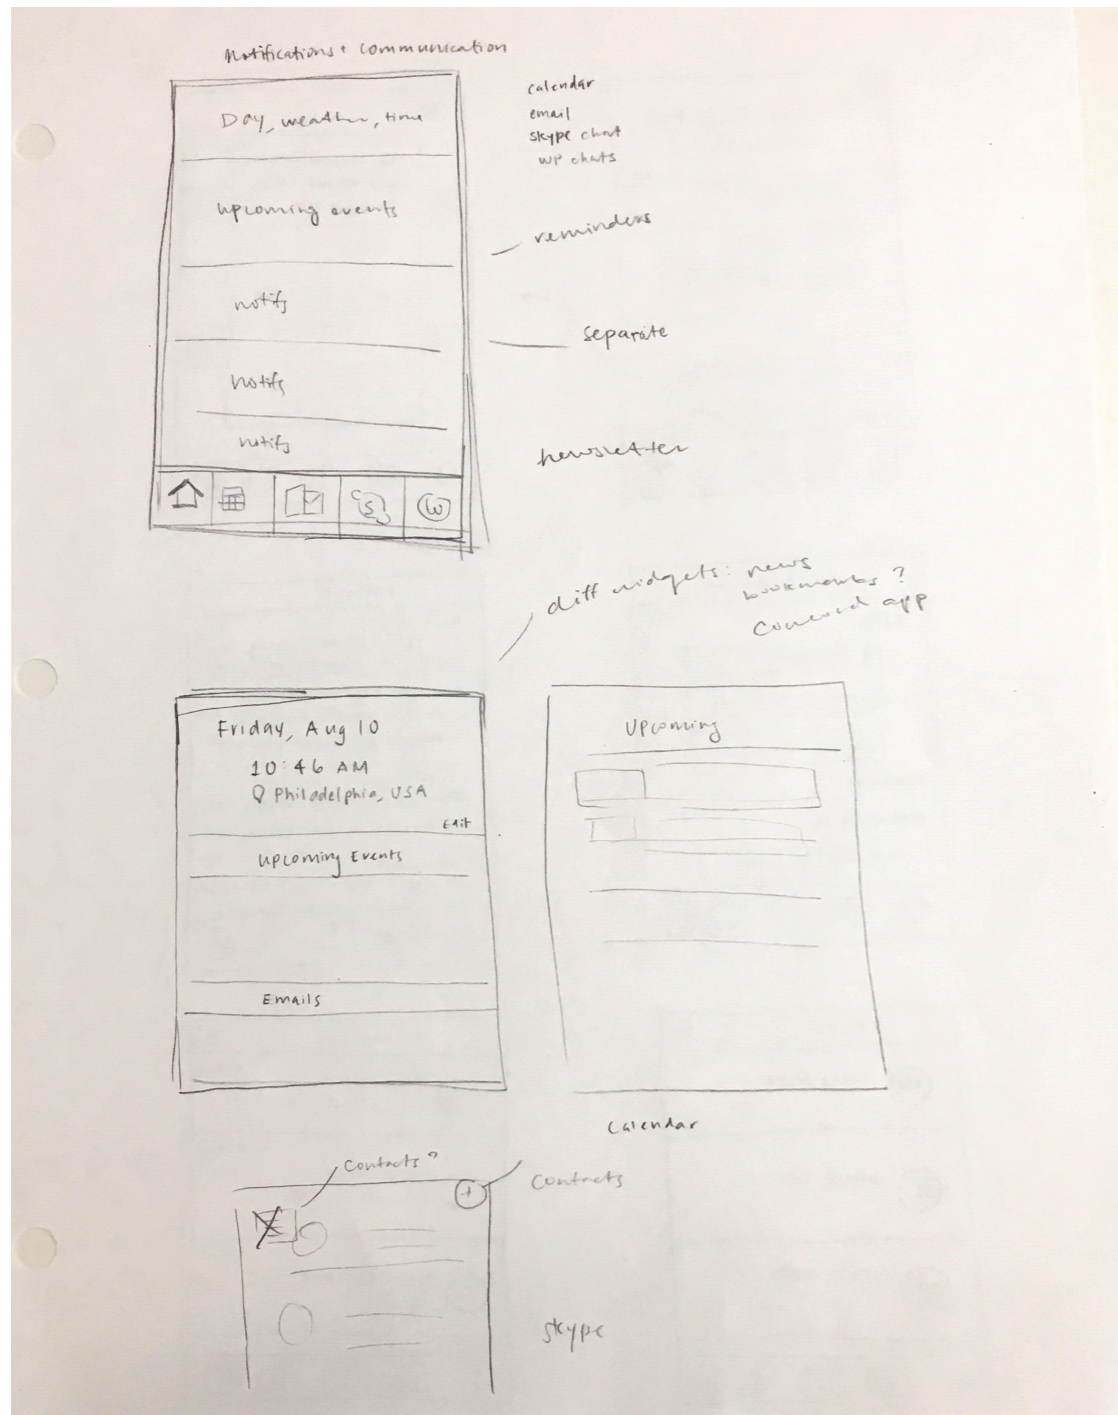 Notifications + Communication
Day, weather, time
upcoming events
notifs
notifs
notifs
W
calendar
email
skype chat
WP chats
reminders
separate
newsletter
diff widgets: news
bookmarks ?
Concord app
Friday, Aug 10
10:46 AM
Philadelphia, USA
Edit
Upcoming Events
Emails
Upcoming
Calendar
Contacts?
+
Contacts
S
skype